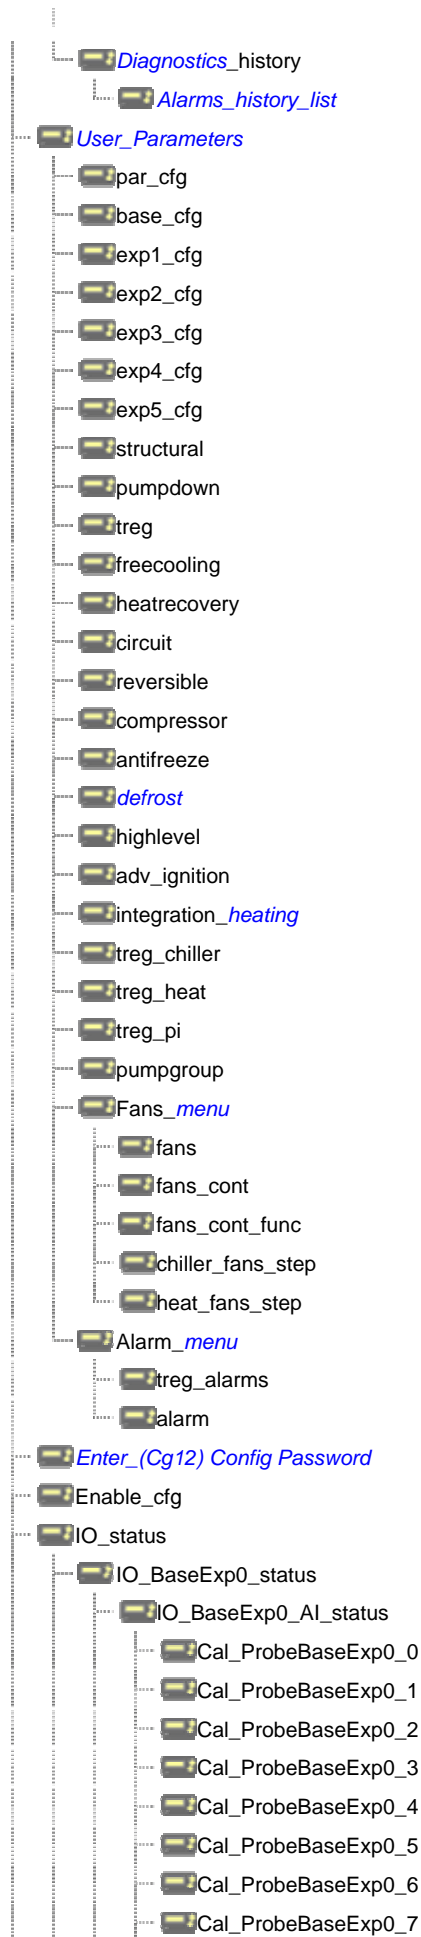 Diagnostics_history
Alarms_history_list
User_Parameters
par_cfg
base_cfg
exp1_cfg
exp2_cfg
exp3_cfg
exp4_cfg
exp5_cfg
structural
pumpdown
treg
freecooling
heatrecovery
circuit
reversible
compressor
antifreeze
defrost
highlevel
adv_ignition
integration_heating
treg_chiller
treg_heat
treg_pi
pumpgroup
Fans_menu
fans
fans_cont
fans_cont_func
chiller_fans_step
heat_fans_step
Alarm_menu
treg_alarms
alarm
Enter_(Cg12) Config Password
Enable_cfg
IO_status
IO_BaseExp0_status
IO_BaseExp0_AI_status
Cal_ProbeBaseExp0_0
Cal_ProbeBaseExp0_1
Cal_ProbeBaseExp0_2
Cal_ProbeBaseExp0_3
Cal_ProbeBaseExp0_4
Cal_ProbeBaseExp0_5
Cal_ProbeBaseExp0_6
Cal_ProbeBaseExp0_7